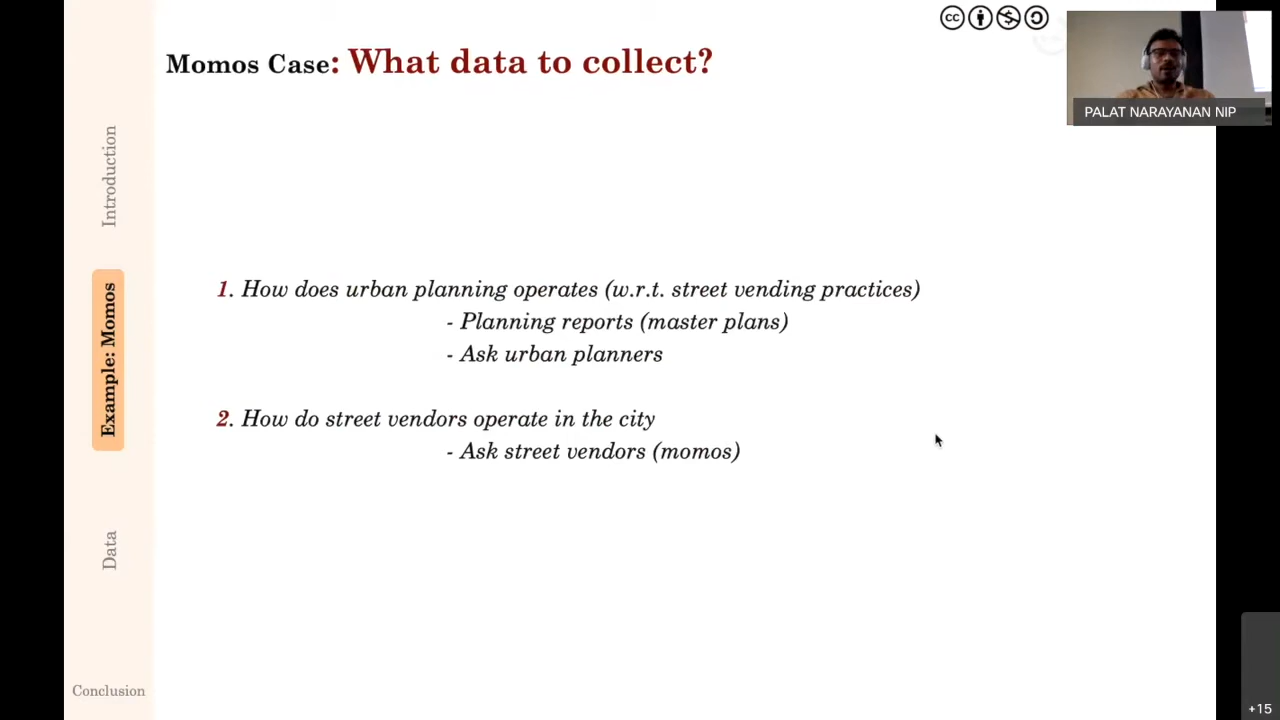 Momos Case: What data to collect?
PALAT NARAYANAN NIP
Introduction
Example: Momos
Data
Conclusion
1. How does urban planning operates (w.r.t. street vending practices)
- Planning reports (master plans)
- Ask urban planners
2. How do street vendors operate in the city
- Ask street vendors (momos)
cc
+15